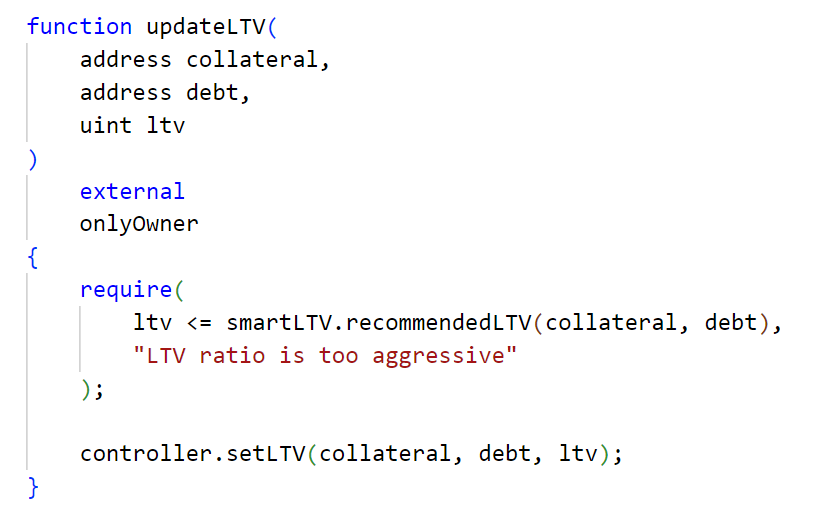 function updateLTV(
    address collateral,
    address debt,
    uint ltv
)
    external
    onlyOwner
{
    require(
        ltv <= smartLTV.recommendedLTV(collateral, debt),
        "LTV ratio is too aggressive"
    );

    controller.setLTV(collateral, debt, ltv);
}